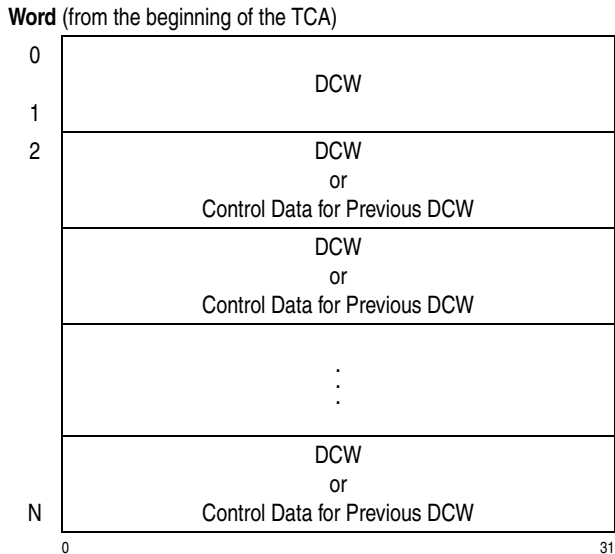 Word (from the beginning of the TCA)
0
DCW
1
2
DCW
or
Control Data for Previous DCW
DCW
or
Control Data for Previous DCW
.
.
.
DCW
or
N
Control Data for Previous DCW
0
31